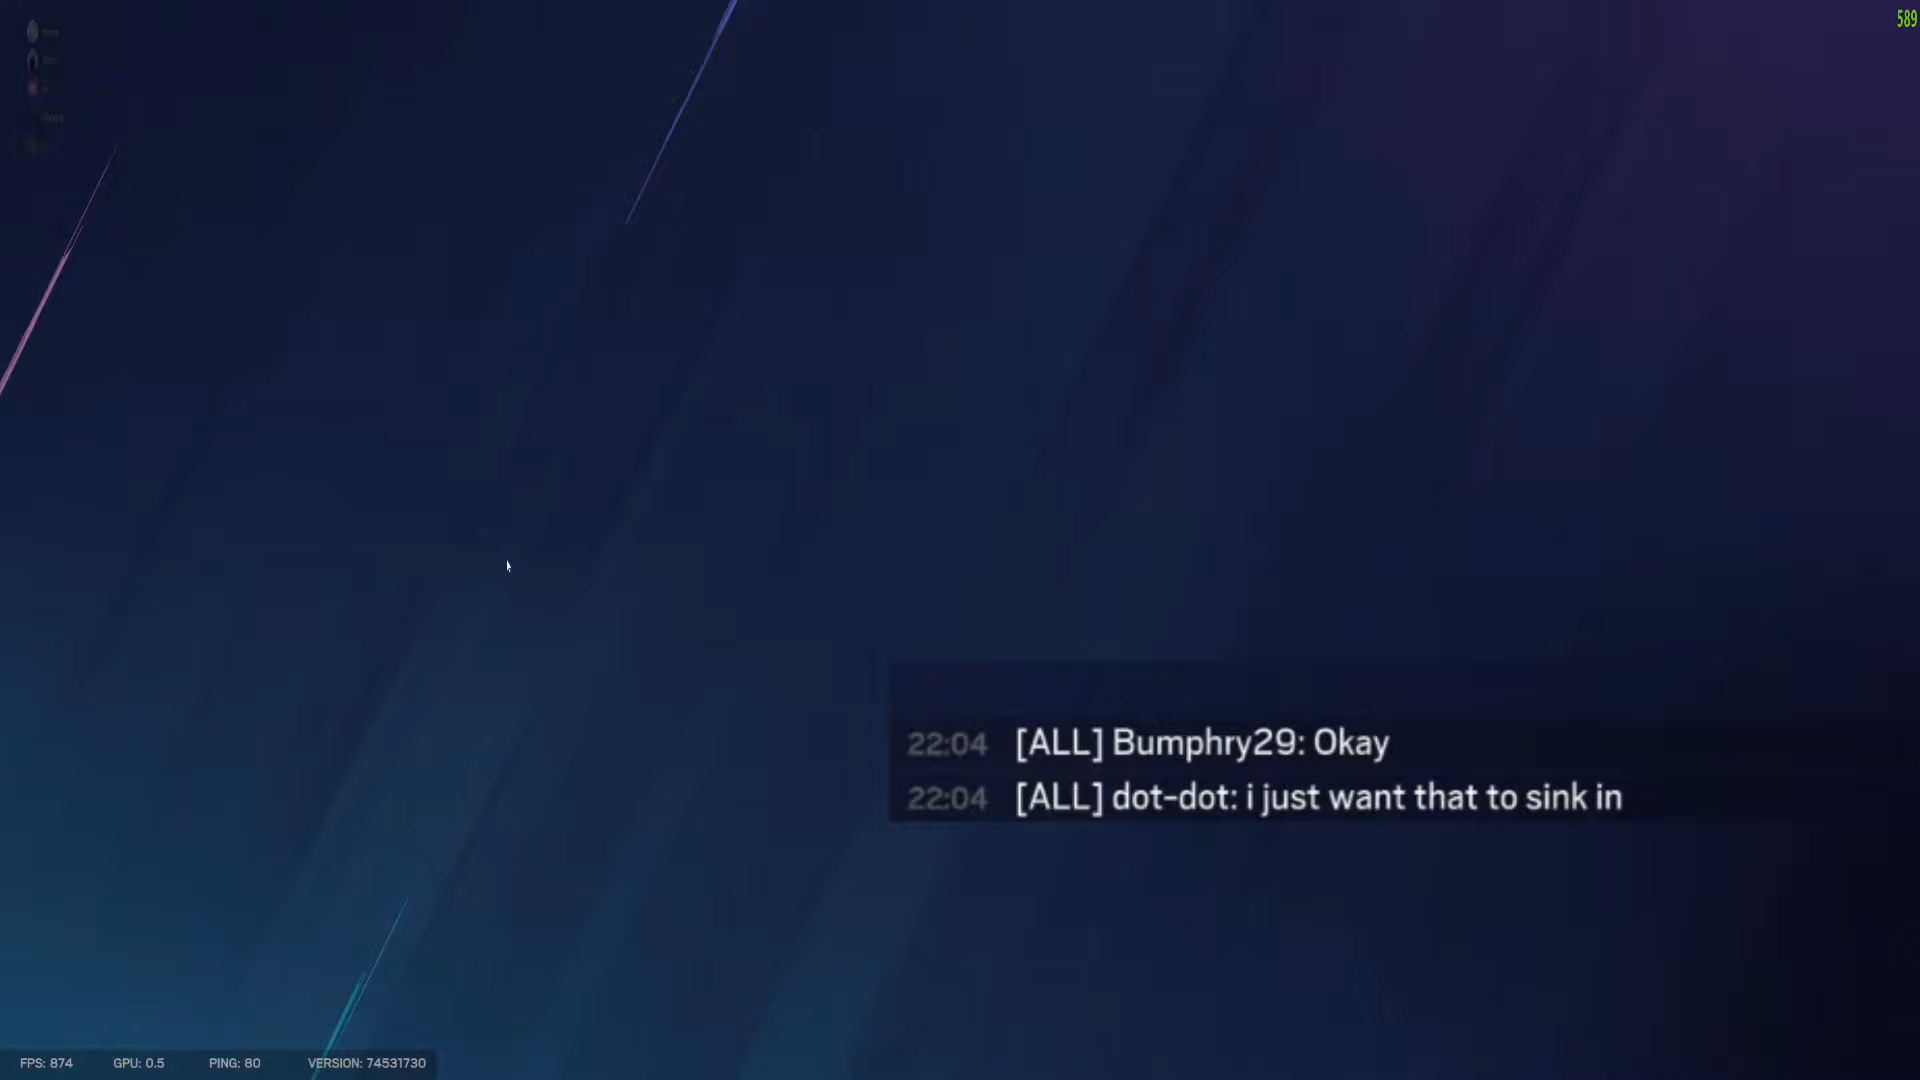 589
22:04 [ALL] Bumphry29: Okay
22:04 [ALL] dot-dot: i just want that to sink in
FPS: 874 GPU: 0.5 PING: 80 VERSION: 74531730